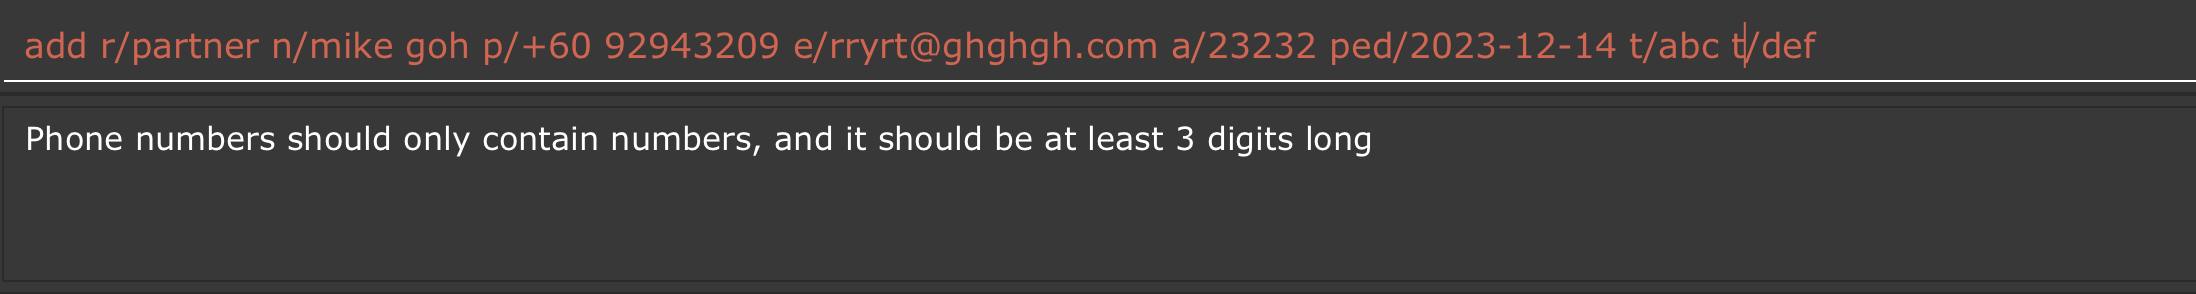 add r/partner n/mike goh p/+60 92943209 e/rryrt@ghghgh.com a/23232 ped/2023-12-14 t/abc t/def
Phone numbers should only contain numbers, and it should be at least 3 digits long